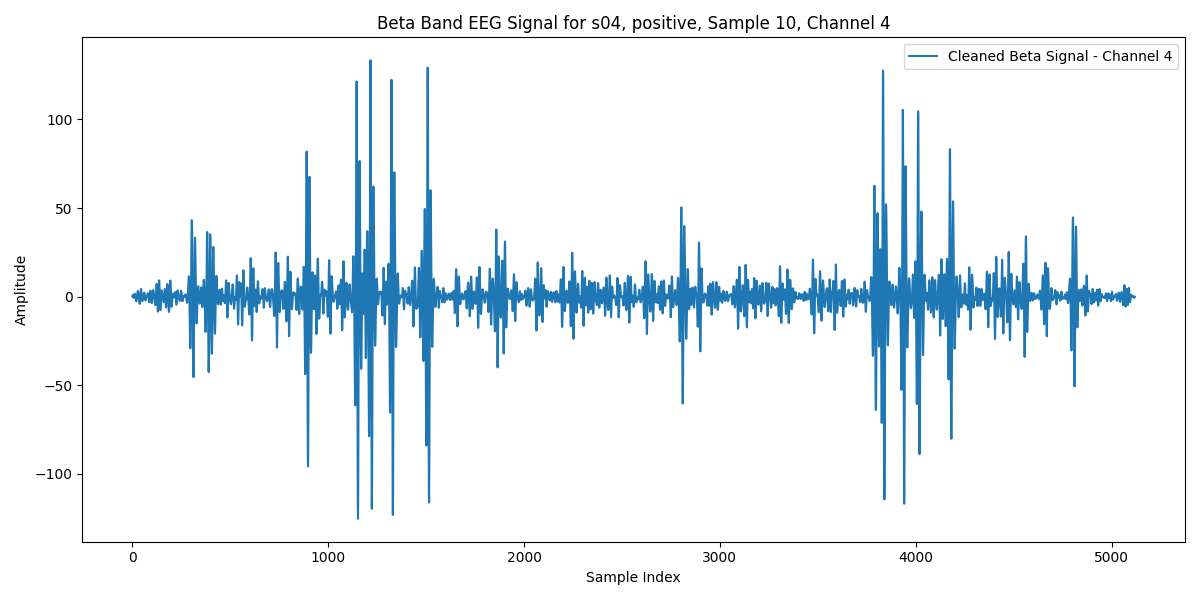 Beta Band EEG Signal for s04, positive, Sample 10, Channel 4
Cleaned Beta Signal - Channel 4
Amplitude
100
50
0
−50
−100
0 1000 2000 3000 4000 5000
Sample Index